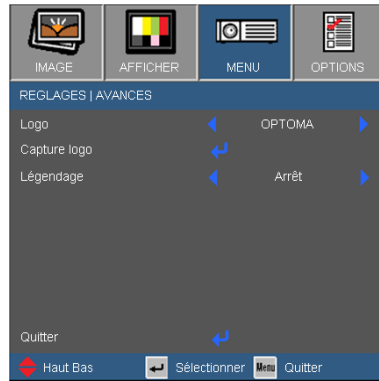 IMAGE AFFICHER MENU OPTIONS
REGLAGES | AVANCES
Logo OPTOMA
Capture logo
Légendage Arrêt
Quitter
Haut Bas Sélectionner Menu Quitter